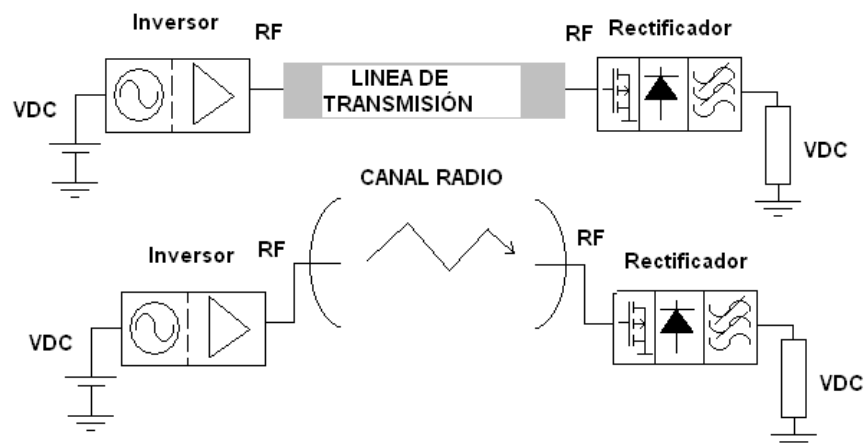 Inversor
RF
RF
Rectificador
LINEA DE
TRANSMISIÓN
VDC
VDC
CANAL RADIO
Inversor
RF
RF
Rectificador
VDC
VDC